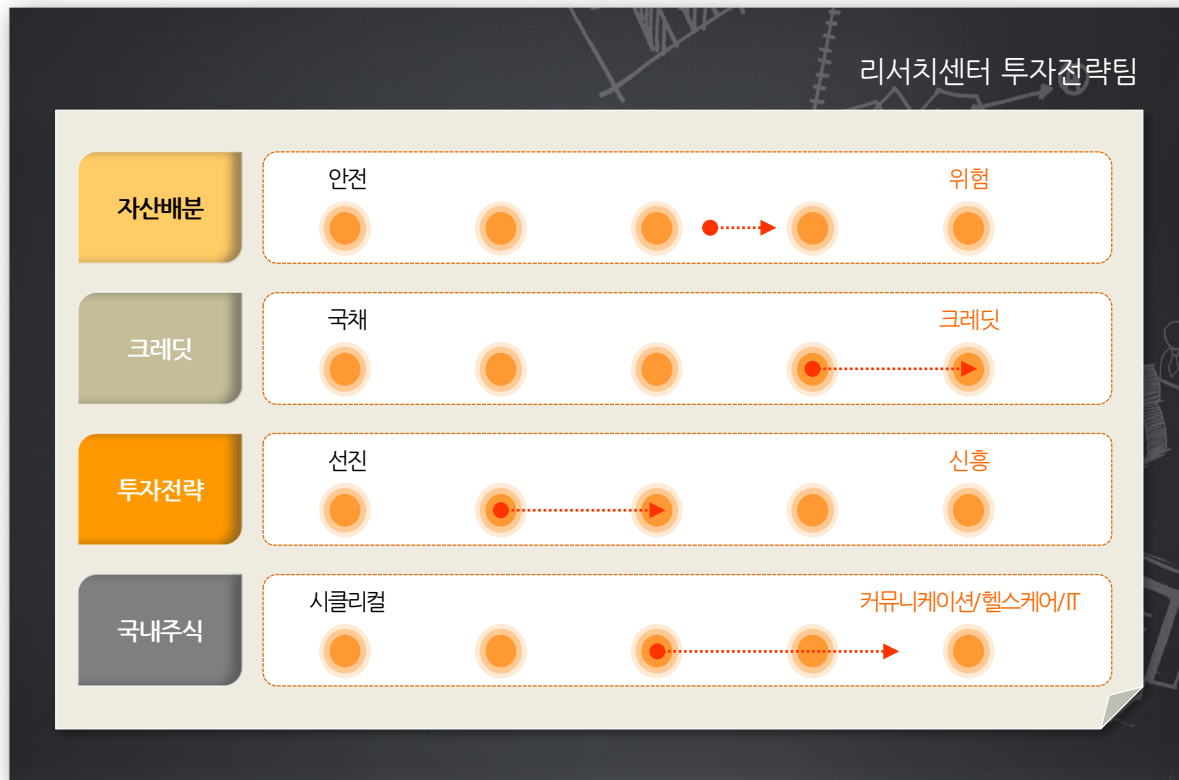 리서치센터 투자전략팀
자산배분
안전
위험
크레딧
국채
크레딧
투자전략
선진
신흥
국내주식
시클리컬
커뮤니케이션/헬스케어/IT